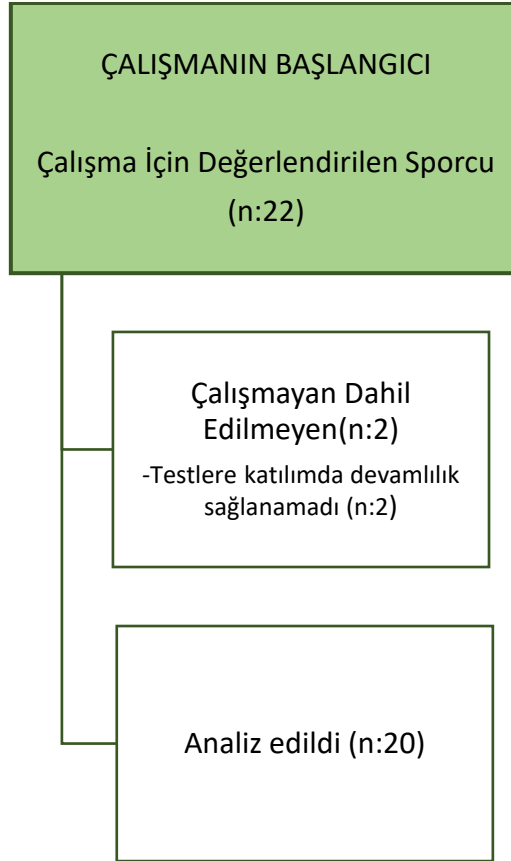 ÇALIŞMANIN BAŞLANGICI
Çalışma İçin Değerlendirilen Sporcu
(n:22)
Çalışmayan Dahil
Edilmeyen(n:2)
-Testlere katılımda devamlılık
sağlanamadı (n:2)
Analiz edildi (n:20)